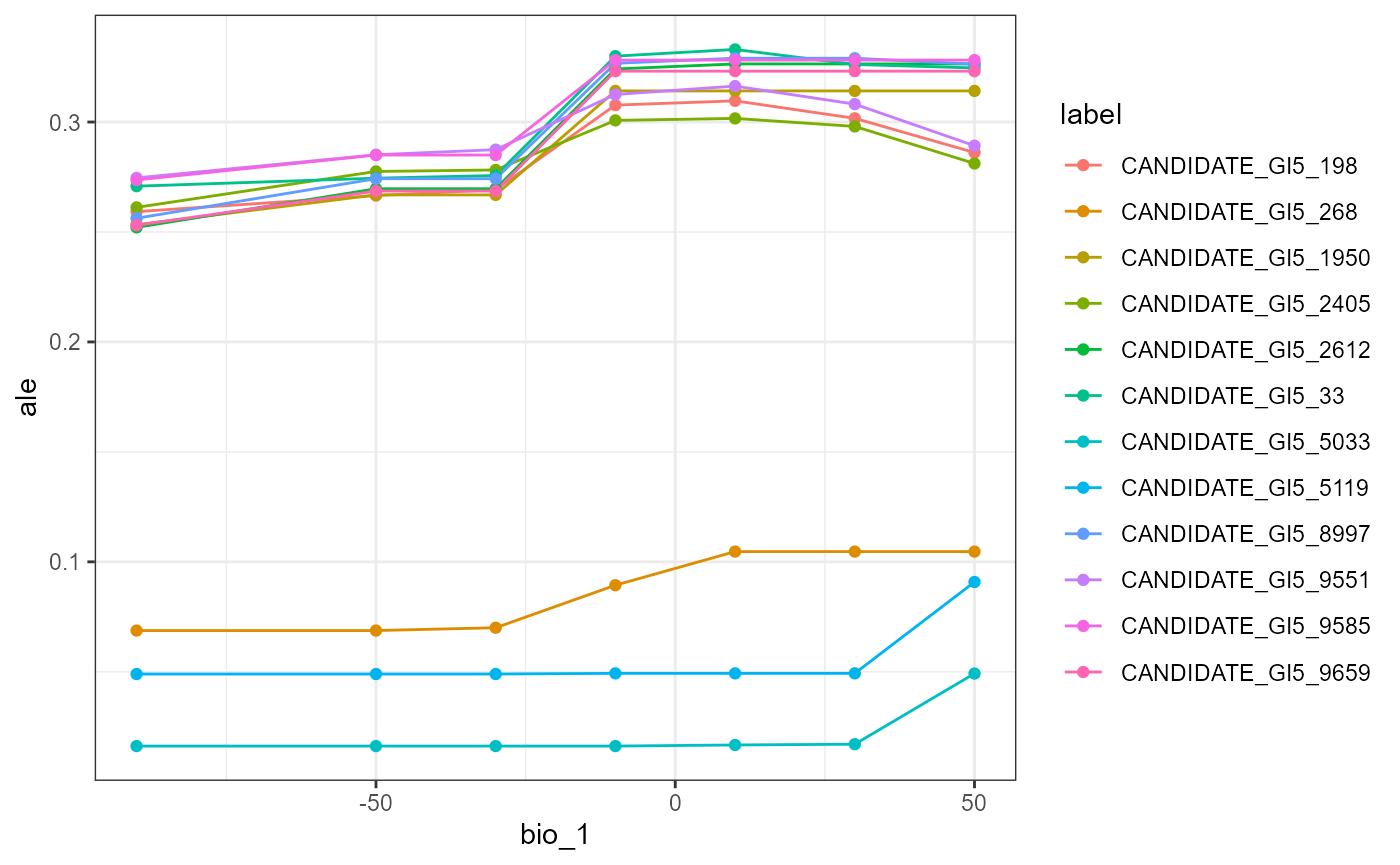 ale
0.3
0.2
0.1
-50
0
50
bio_1
label
CANDIDATE_GI5_198
CANDIDATE_GI5_268
CANDIDATE_GI5_1950
CANDIDATE_GI5_2405
CANDIDATE_GI5_2612
CANDIDATE_GI5_33
CANDIDATE_GI5_5033
CANDIDATE_GI5_5119
CANDIDATE_GI5_8997
CANDIDATE_GI5_9551
CANDIDATE_GI5_9585
CANDIDATE_GI5_9659